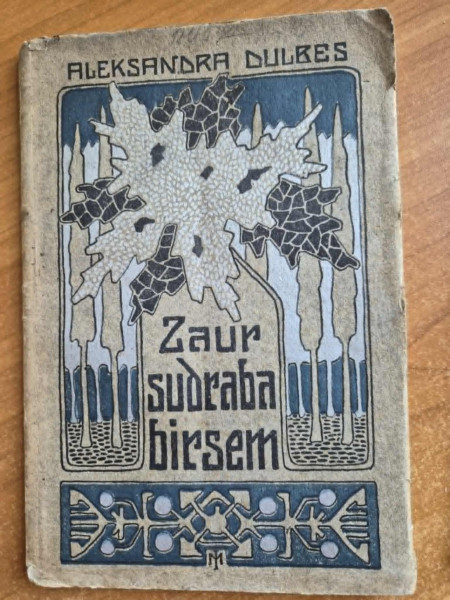 ALEKSANDRA DULBES
Zaur
sudraba
birsem